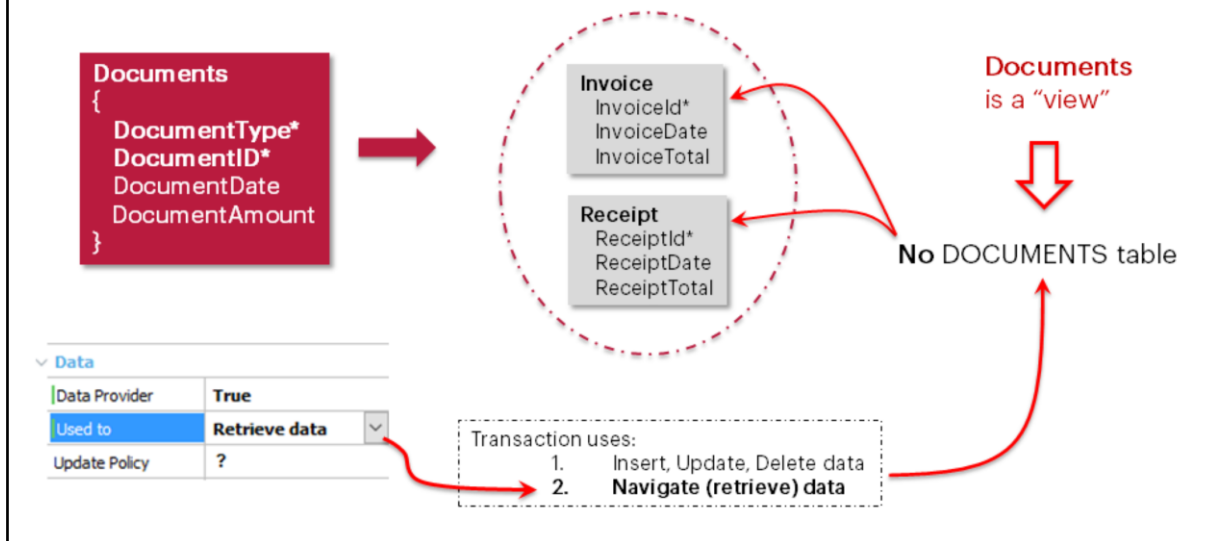 Documents
{
DocumentType*
DocumentID*
DocumentDate
DocumentAmount
}
Invoice
InvoiceId*
InvoiceDate
InvoiceTotal
Receipt
ReceiptId*
ReceiptDate
ReceiptTotal
Documents
is a “view”
No DOCUMENTS table
Data
Data Provider True
Used to Retrieve data
Update Policy ?
Transaction uses:
1. Insert, Update, Delete data
2. Navigate (retrieve) data